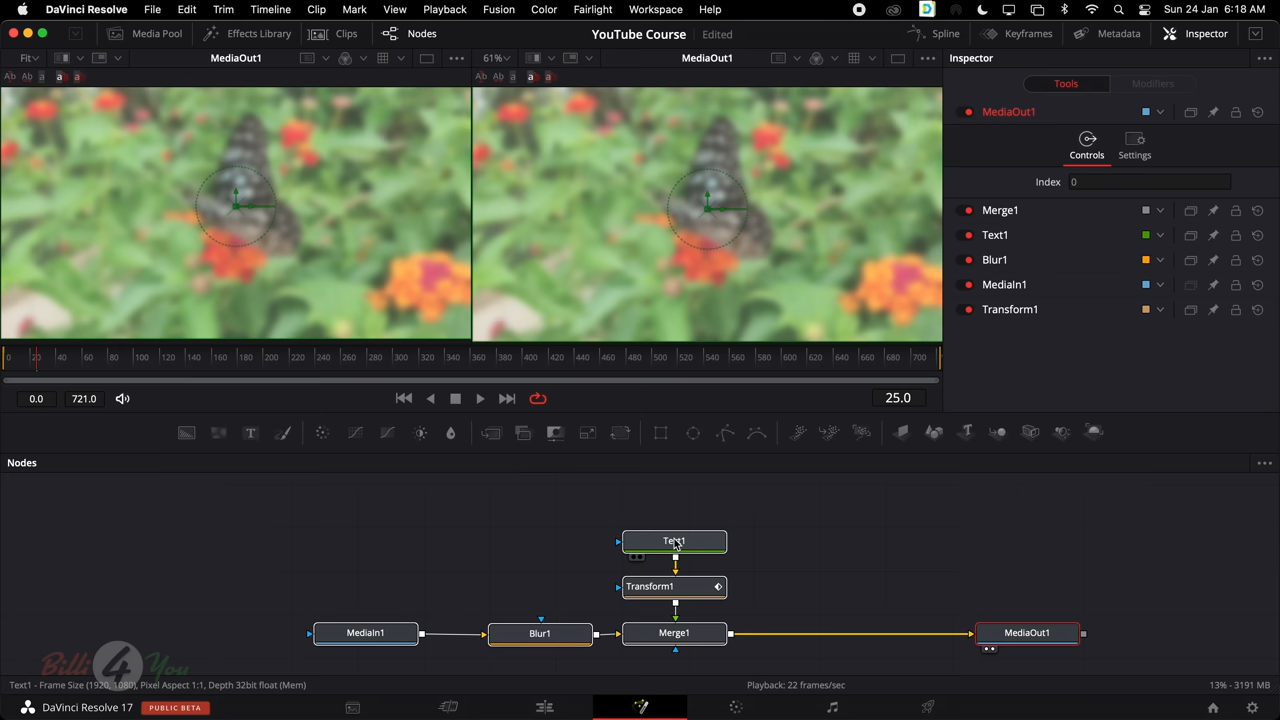 DaVinci Resolve File Edit Trim Timeline Clip Mark View Playback Fusion Color Fairlight Workspace Help Sun 24 Jan 6:18 AM
Media Pool Effects Library Clips Nodes YouTube Course Edited Spline Keyframes Metadata Inspector
Fit MediaOut1 61% MediaOut1 Inspector
Ab Ab a a a Ab Ab a a a
Tools Modifiers
MediaOut1
Controls Settings
Index 0
Merge1
Text1
Blur1
MediaIn1
Transform1
0 20 40 60 80 100 120 140 160 180 200 220 240 260 280 300 320 340 360 380 400 420 440 460 480 500 520 540 560 580 600 620 640 660 680 700
0.0 721.0 25.0
T T
Nodes
Text1
Transform1
MediaIn1 Blur1 Merge1 MediaOut1
Billi4You
Text1 - Frame Size (1920, 1080), Pixel Aspect 1:1, Depth 32bit float (Mem) Playback: 22 frames/sec 13% - 3191 MB
DaVinci Resolve 17 PUBLIC BETA